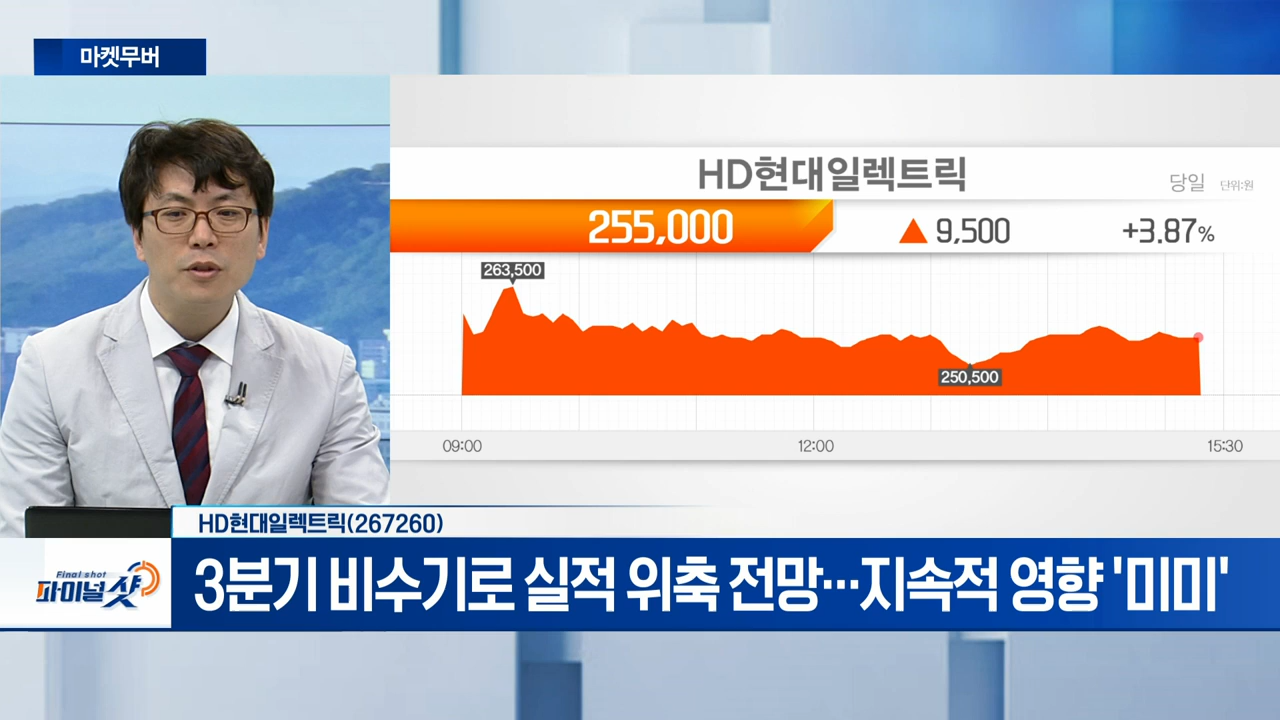 마켓무버
HD현대일렉트릭
당일 단위:원
255,000 ▲ 9,500 +3.87%
263,500
250,500
09:00 12:00 15:30
HD현대일렉트릭(267260)
Final shot
파이널샷
3분기 비수기로 실적 위축 전망…지속적 영향 '미미'